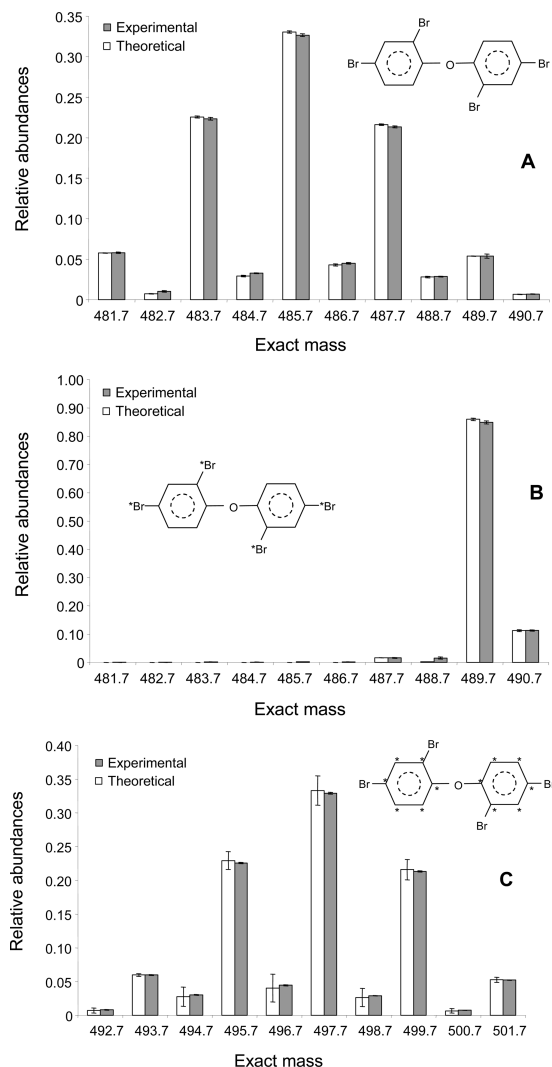 0.35
0.30
0.25
0.20
0.15
0.10
0.05
0
Relative abundances
Experimental
Theoretical
Br
Br
O
Br
Br
A
481.7 482.7 483.7 484.7 485.7 486.7 487.7 488.7 489.7 490.7
Exact mass
1.00
0.90
0.80
0.70
0.60
0.50
0.40
0.30
0.20
0.10
0
Relative abundances
Experimental
Theoretical
*Br
*Br
O
*Br
*Br
B
481.7 482.7 483.7 484.7 485.7 486.7 487.7 488.7 489.7 490.7
Exact mass
0.40
0.35
0.30
0.25
0.20
0.15
0.10
0.05
0
Relative abundances
Experimental
Theoretical
Br
* * * *
Br * * O * * B
* * * *
Br
C
492.7 493.7 494.7 495.7 496.7 497.7 498.7 499.7 500.7 501.7
Exact mass